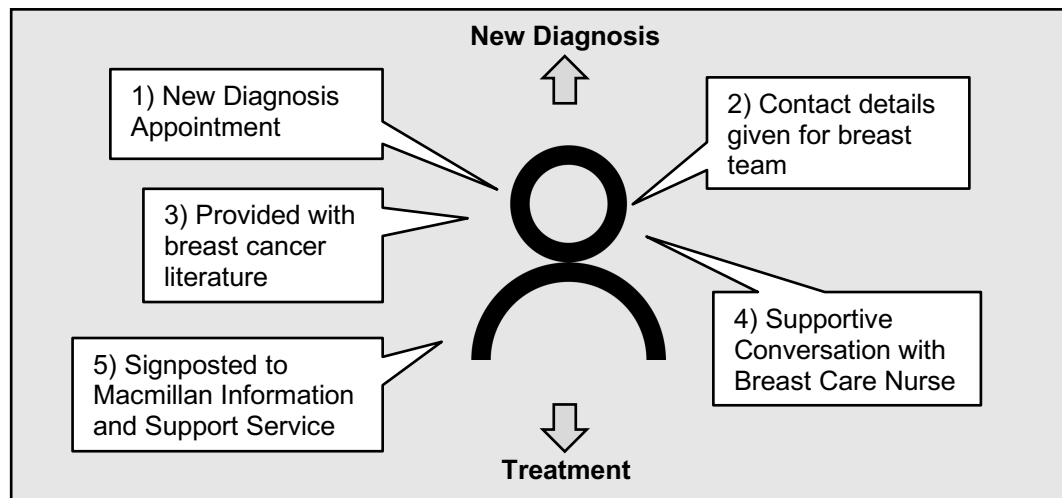 New Diagnosis
1) New Diagnosis
Appointment
2) Contact details
given for breast
team
3) Provided with
breast cancer
literature
4) Supportive
Conversation with
Breast Care Nurse
5) Signposted to
Macmillan Information
and Support Service
Treatment